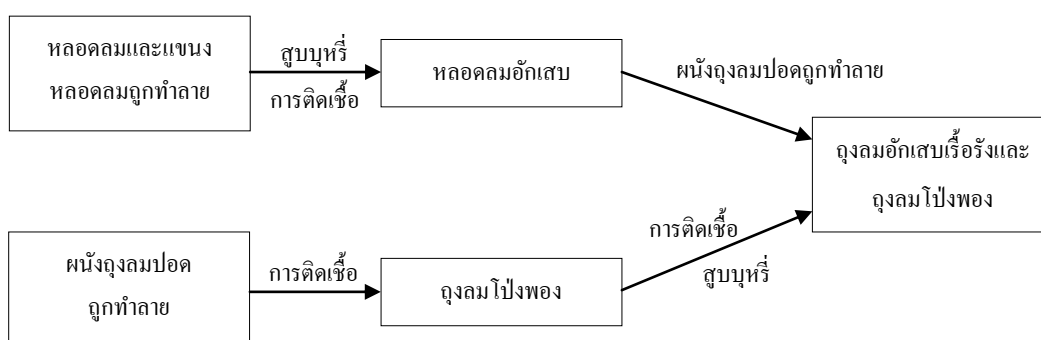 หลอดลมและแขนง
หลอดลมถูกทำลาย
สูบบุหรี่
การติดเชื้อ
หลอดลมอักเสบ
ผนังถุงลมปอดถูกทำลาย
ถุงลมอักเสบเรื้อรังและ
ถุงลมโป่งพอง
ผนังถุงลมปอด
ถูกทำลาย
การติดเชื้อ
ถุงลมโป่งพอง
การติดเชื้อ
สูบบุหรี่